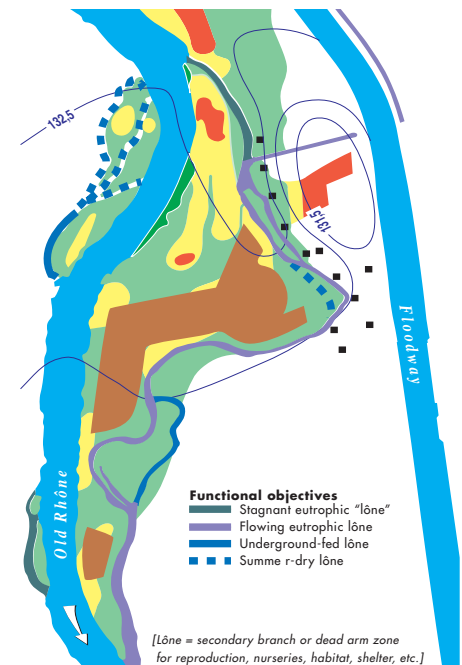 132,5
131,5
Floodway
Old Rhône
Functional objectives
Stagnant eutrophic “lône”
Flowing eutrophic lône
Underground-fed lône
Summe r-dry lône
[Lône = secondary branch or dead arm zone
for reproduction, nurseries, habitat, shelter, etc.]